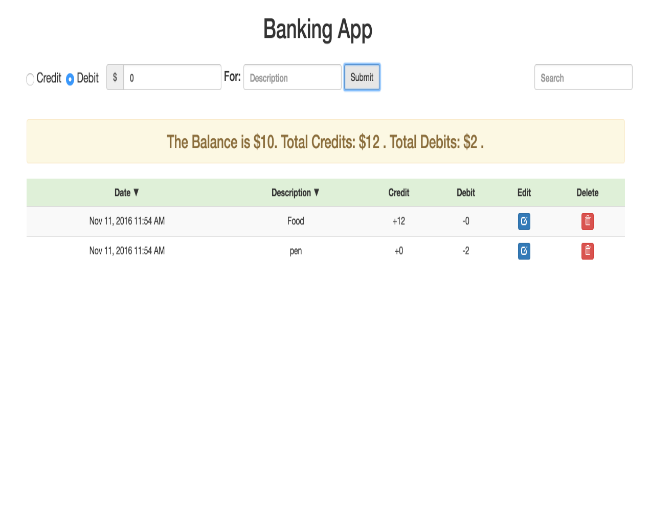 Banking App
Credit Debit $ 0 For: Description Submit Search
The Balance is $10. Total Credits: $12 . Total Debits: $2 .
Date ▼ Description ▼ Credit Debit Edit Delete
Nov 11, 2016 11:54 AM Food +12 -0
Nov 11, 2016 11:54 AM pen +0 -2